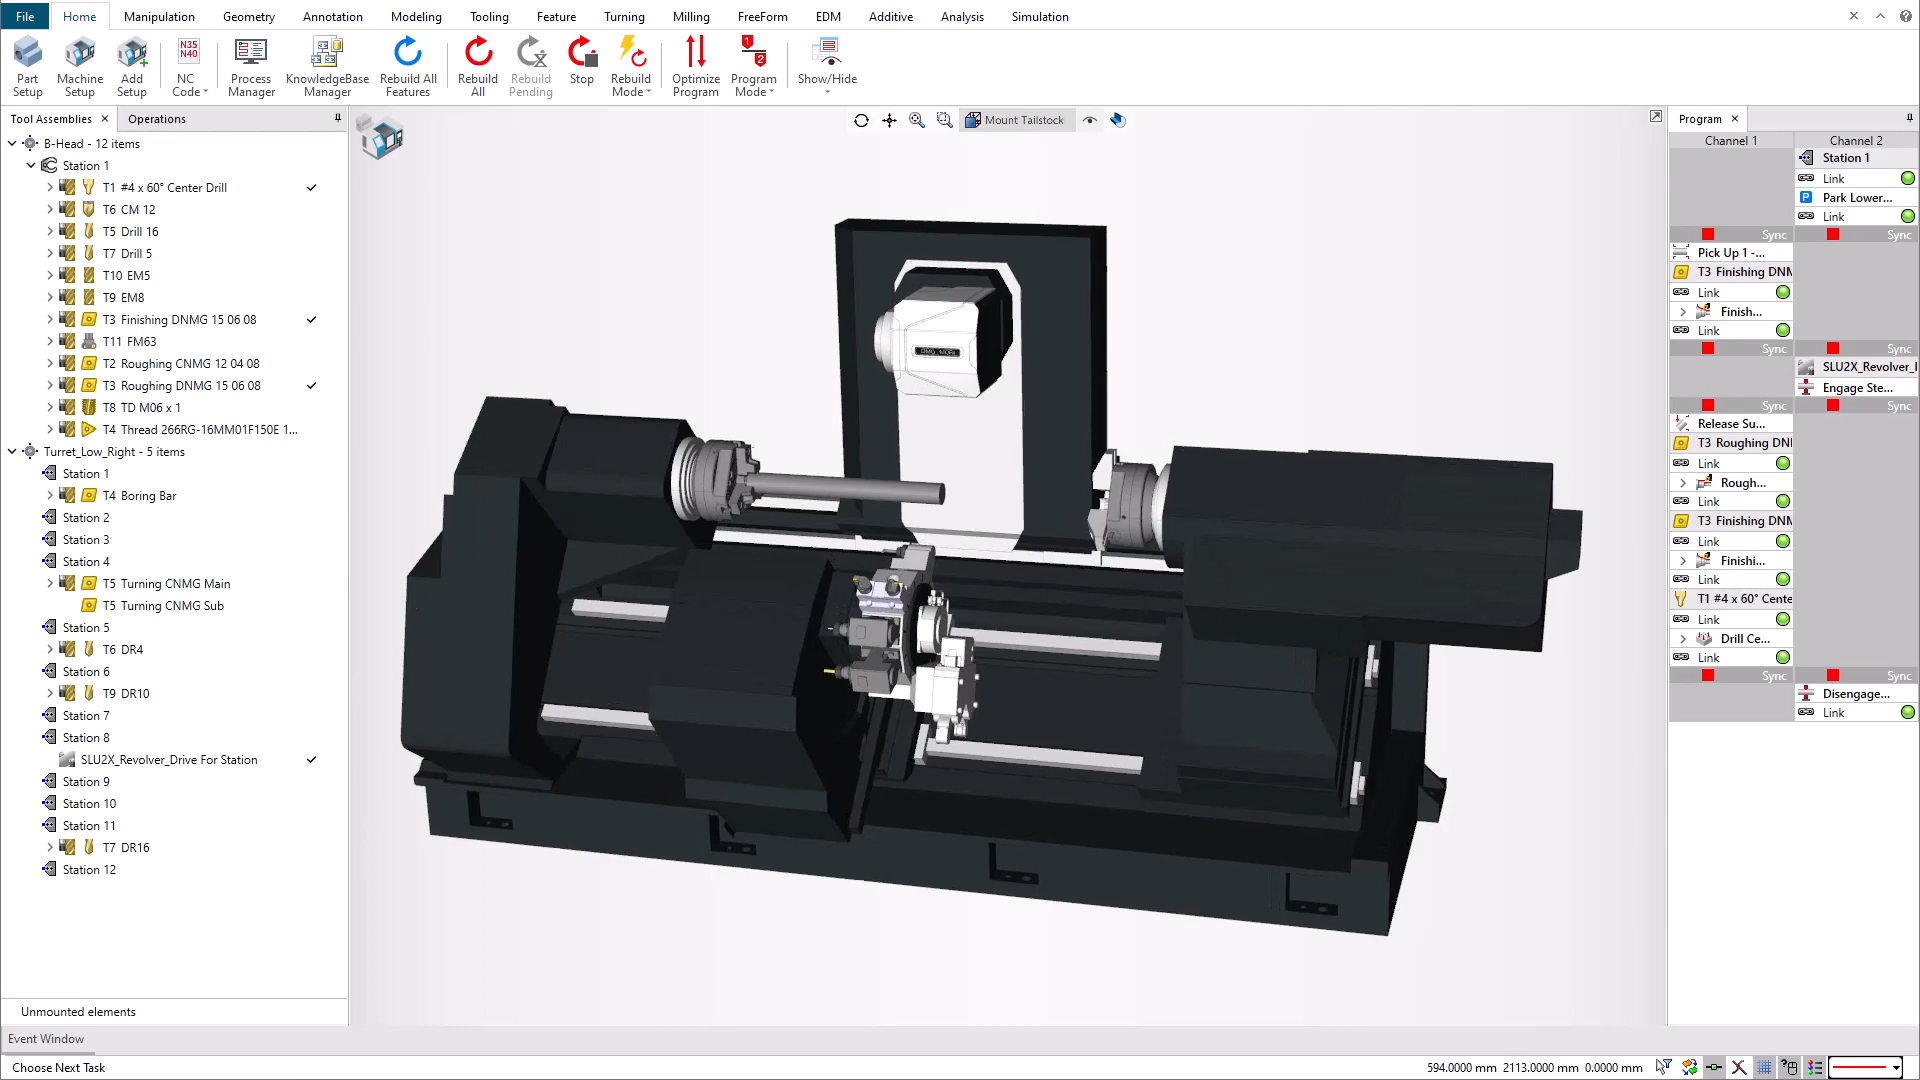 File Home Manipulation Geometry Annotation Modeling Tooling Feature Turning Milling FreeForm EDM Additive Analysis Simulation
Part Setup
Machine Setup
Add Setup
N35
N40
NC Code
Process Manager
KnowledgeBase Manager
Rebuild All Features
Rebuild All
Rebuild Pending
Stop
Rebuild Mode
Optimize Program
1
2
Program Mode
Show/Hide
Tool Assemblies
Operations
B-Head - 12 items
Station 1
T1 #4 x 60° Center Drill
T6 CM 12
T5 Drill 16
T7 Drill 5
T10 EM5
T9 EM8
T3 Finishing DNMG 15 06 08
T11 FM63
T2 Roughing CNMG 12 04 08
T3 Roughing DNMG 15 06 08
T8 TD M06 x 1
T4 Thread 266RG-16MM01F150E 1...
Turret_Low_Right - 5 items
Station 1
T4 Boring Bar
Station 2
Station 3
Station 4
T5 Turning CNMG Main
T5 Turning CNMG Sub
Station 5
T6 DR4
Station 6
T9 DR10
Station 7
Station 8
SLU2X_Revolver_Drive For Station
Station 9
Station 10
Station 11
T7 DR16
Station 12
Unmounted elements
Mount Tailstock
DMG MORI
Program
Channel 1 Channel 2
Station 1
Link
P Park Lower...
Link
Sync Sync
Pick Up 1 -...
T3 Finishing DNM
Link
Finish...
Link
Sync Sync
SLU2X_Revolver_I
Engage Ste...
Sync Sync
Release Su...
T3 Roughing DNI
Link
Rough...
Link
T3 Finishing DNM
Link
Finishi...
Link
T1 #4 x 60° Cente
Link
Drill Ce...
Link
Sync Sync
Disengage...
Link
Event Window
Choose Next Task
594.0000 mm 2113.0000 mm 0.0000 mm